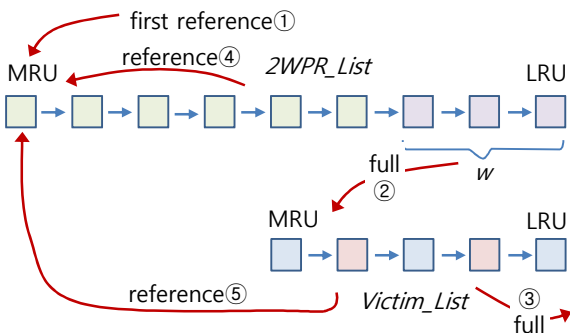 first reference①
reference④
2WPR_List
MRU
LRU
full
②
w
MRU
LRU
reference⑤
Victim_List
③
full